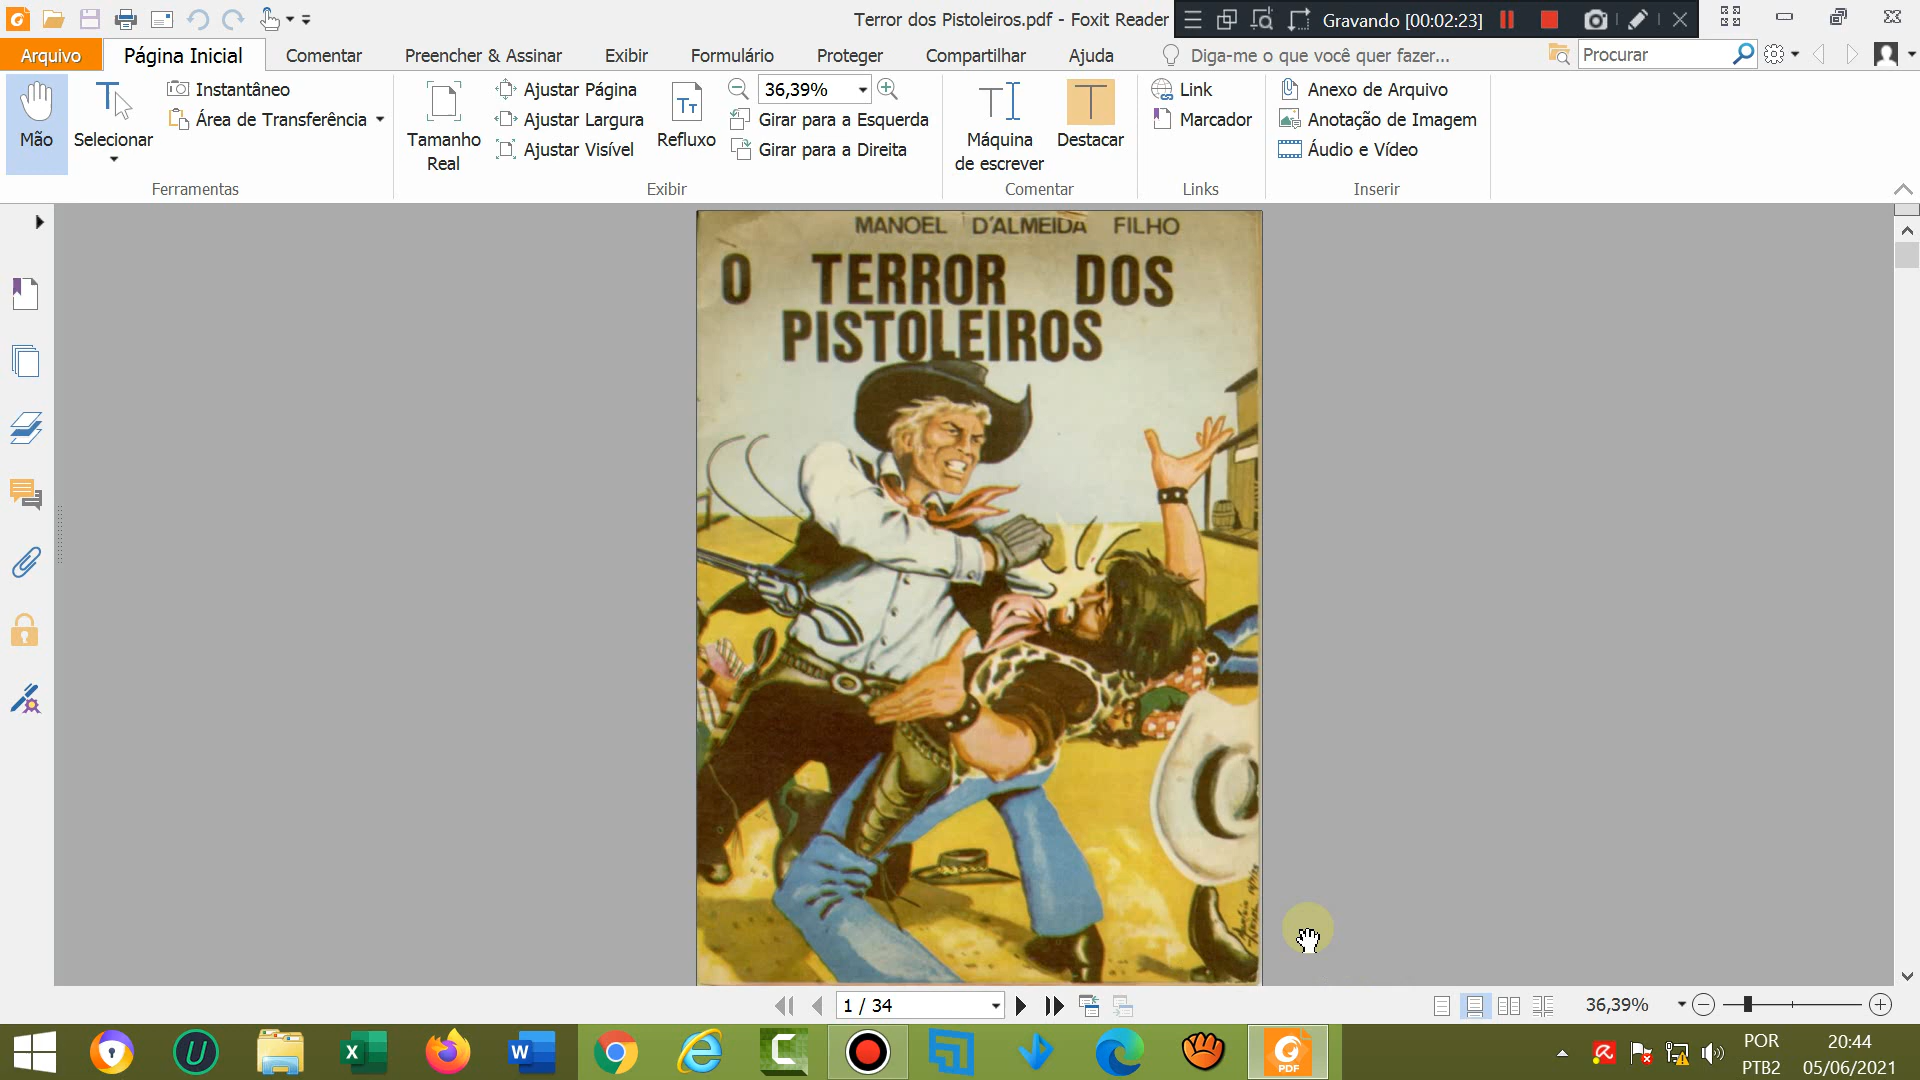 Terror dos Pistoleiros.pdf - Foxit Reader
Gravando [00:02:23]
Arquivo
Página Inicial
Comentar
Preencher & Assinar
Exibir
Formulário
Proteger
Compartilhar
Ajuda
Diga-me o que você quer fazer...
Procurar
Mão
Selecionar
Instantâneo
Área de Transferência
Ferramentas
Tamanho
Real
Ajustar Página
Ajustar Largura
Ajustar Visível
Refluxo
36,39%
Girar para a Esquerda
Girar para a Direita
Exibir
Máquina
de escrever
Destacar
Comentar
Link
Marcador
Links
Anexo de Arquivo
Anotação de Imagem
Áudio e Vídeo
Inserir
MANOEL D'ALMEIDA FILHO
O TERROR DOS
PISTOLEIROS
1 / 34
36,39%
POR
PTB2
20:44
05/06/2021